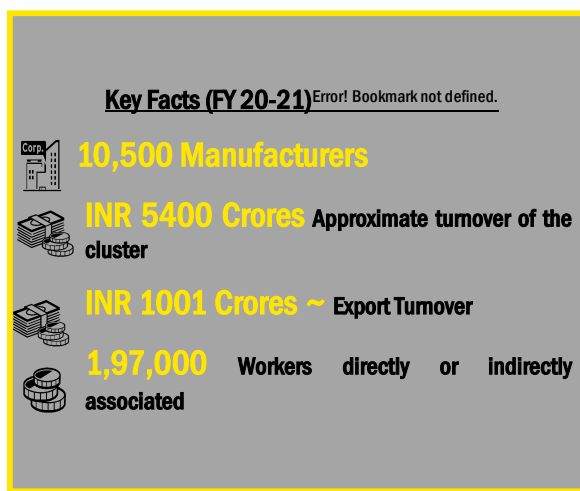 Key Facts (FY 20-21)Error! Bookmark not defined.
Corp.
10,500 Manufacturers
INR 5400 Crores Approximate turnover of the
cluster
INR 1001 Crores ~ Export Turnover
1,97,000 Workers directly or indirectly
associated